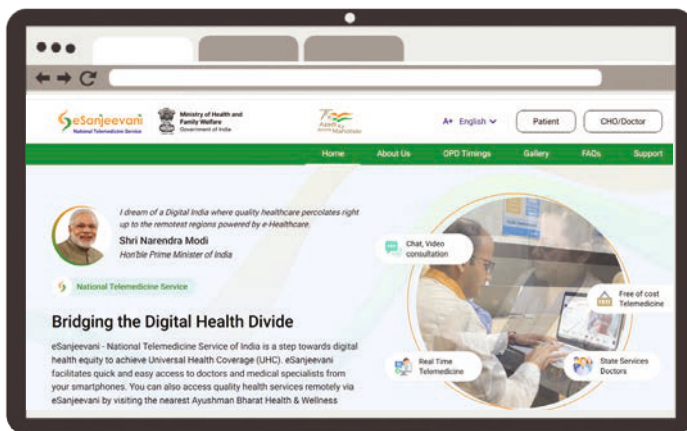 eSanjeevani
National Telemedicine Service
Ministry of Health and
Family Welfare
Government of India
Azadi Ka
Amrit Mahotsav
A+ English
Patient
CHO/Doctor
Home About Us OPD Timings Gallery FAQs Support
I dream of a Digital India where quality healthcare percolates right
up to the remotest regions powered by e-Healthcare.
Shri Narendra Modi
Hon'ble Prime Minister of India
National Telemedicine Service
Bridging the Digital Health Divide
eSanjeevani - National Telemedicine Service of India is a step towards digital
health equity to achieve Universal Health Coverage (UHC). eSanjeevani
facilitates quick and easy access to doctors and medical specialists from
your smartphones. You can also access quality health services remotely via
eSanjeevani by visiting the nearest Ayushman Bharat Health & Wellness
Chat, Video
consultation
Free of cost
Telemedicine
Real Time
Telemedicine
State Services
Doctors